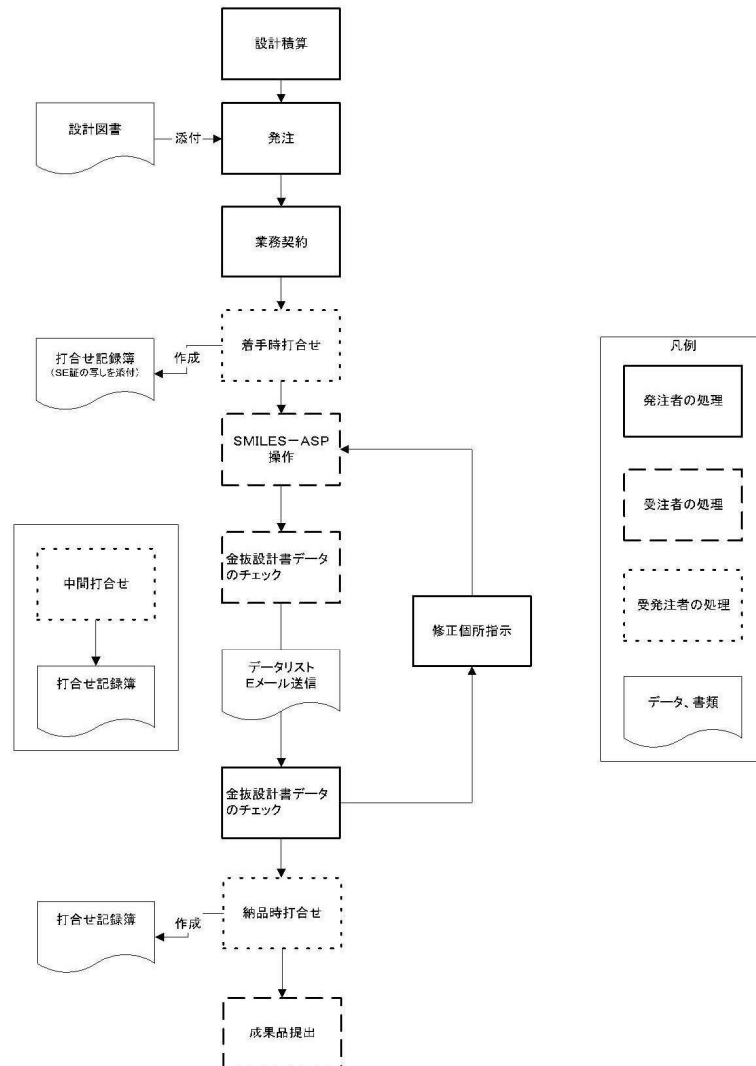 設計積算
設計図書
添付
発注
業務契約
着手時打合せ
作成
打合せ記録簿
（SE証の写しを添付）
SMILES－ASP
操作
金抜設計書データ
のチェック
中間打合せ
打合せ記録簿
修正個所指示
データリスト
Eメール送信
金抜設計書データ
のチェック
納品時打合せ
作成
打合せ記録簿
成果品提出
凡例
発注者の処理
受注者の処理
受発注者の処理
データ、書類